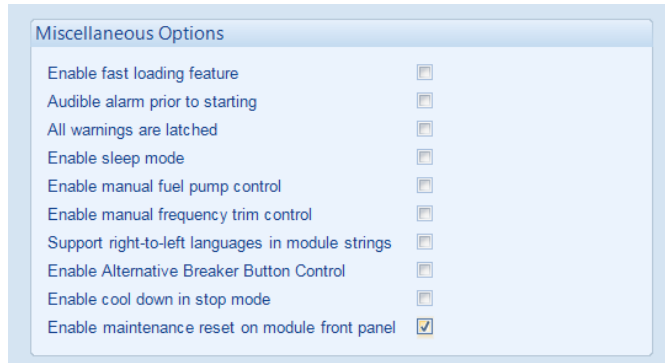 Miscellaneous Options
Enable fast loading feature
Audible alarm prior to starting
All warnings are latched
Enable sleep mode
Enable manual fuel pump control
Enable manual frequency trim control
Support right-to-left languages in module strings
Enable Alternative Breaker Button Control
Enable cool down in stop mode
Enable maintenance reset on module front panel